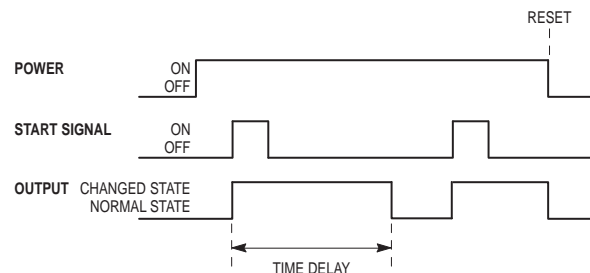 RESET
POWER ON
OFF
START SIGNAL ON
OFF
OUTPUT CHANGED STATE
NORMAL STATE
TIME DELAY